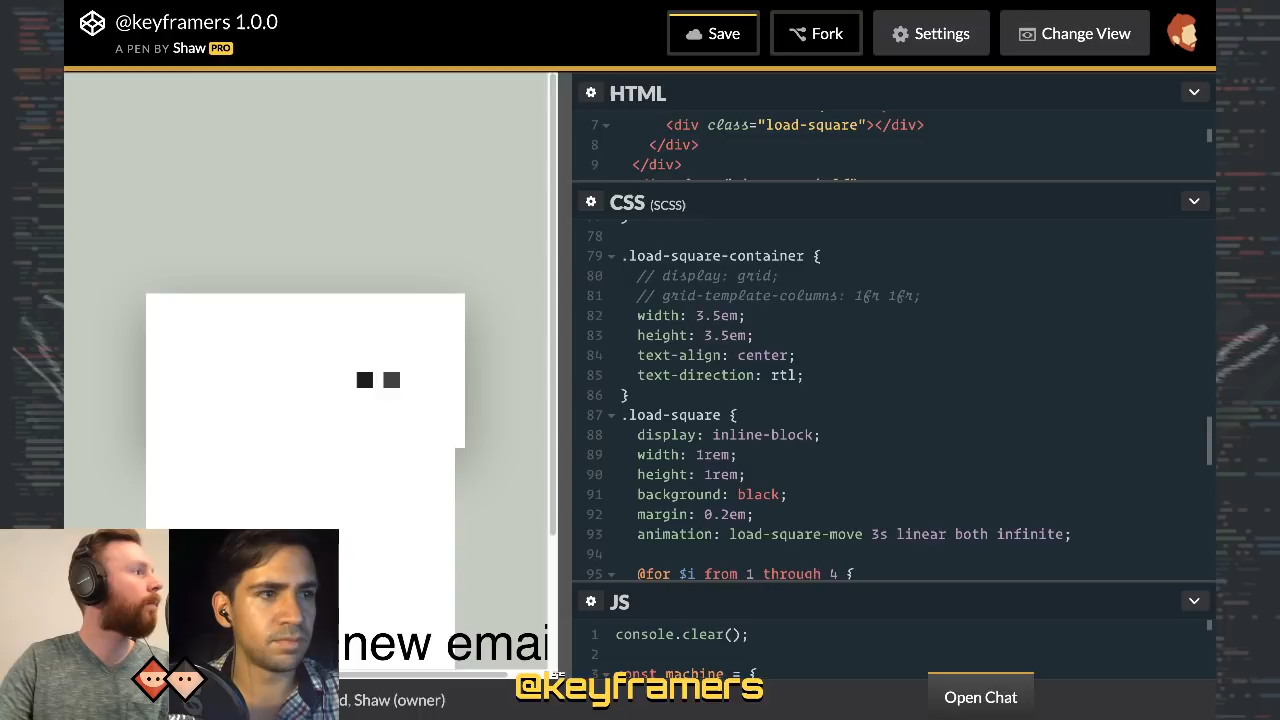 @keyframers 1.0.0
A PEN BY Shaw PRO
Save
Fork
Settings
Change View
HTML
7 <div class="load-square"></div>
8 </div>
9 </div>
CSS (SCSS)
78
79 .load-square-container {
80 // display: grid;
81 // grid-template-columns: 1fr 1fr;
82 width: 3.5em;
83 height: 3.5em;
84 text-align: center;
85 text-direction: rtl;
86 }
87 .load-square {
88 display: inline-block;
89 width: 1rem;
90 height: 1rem;
91 background: black;
92 margin: 0.2em;
93 animation: load-square-move 3s linear both infinite;
94
95 @for $i from 1 through 4 {
JS
1 console.clear();
2
3 const machine = {
new emai
@keyframers
d, Shaw (owner)
Open Chat